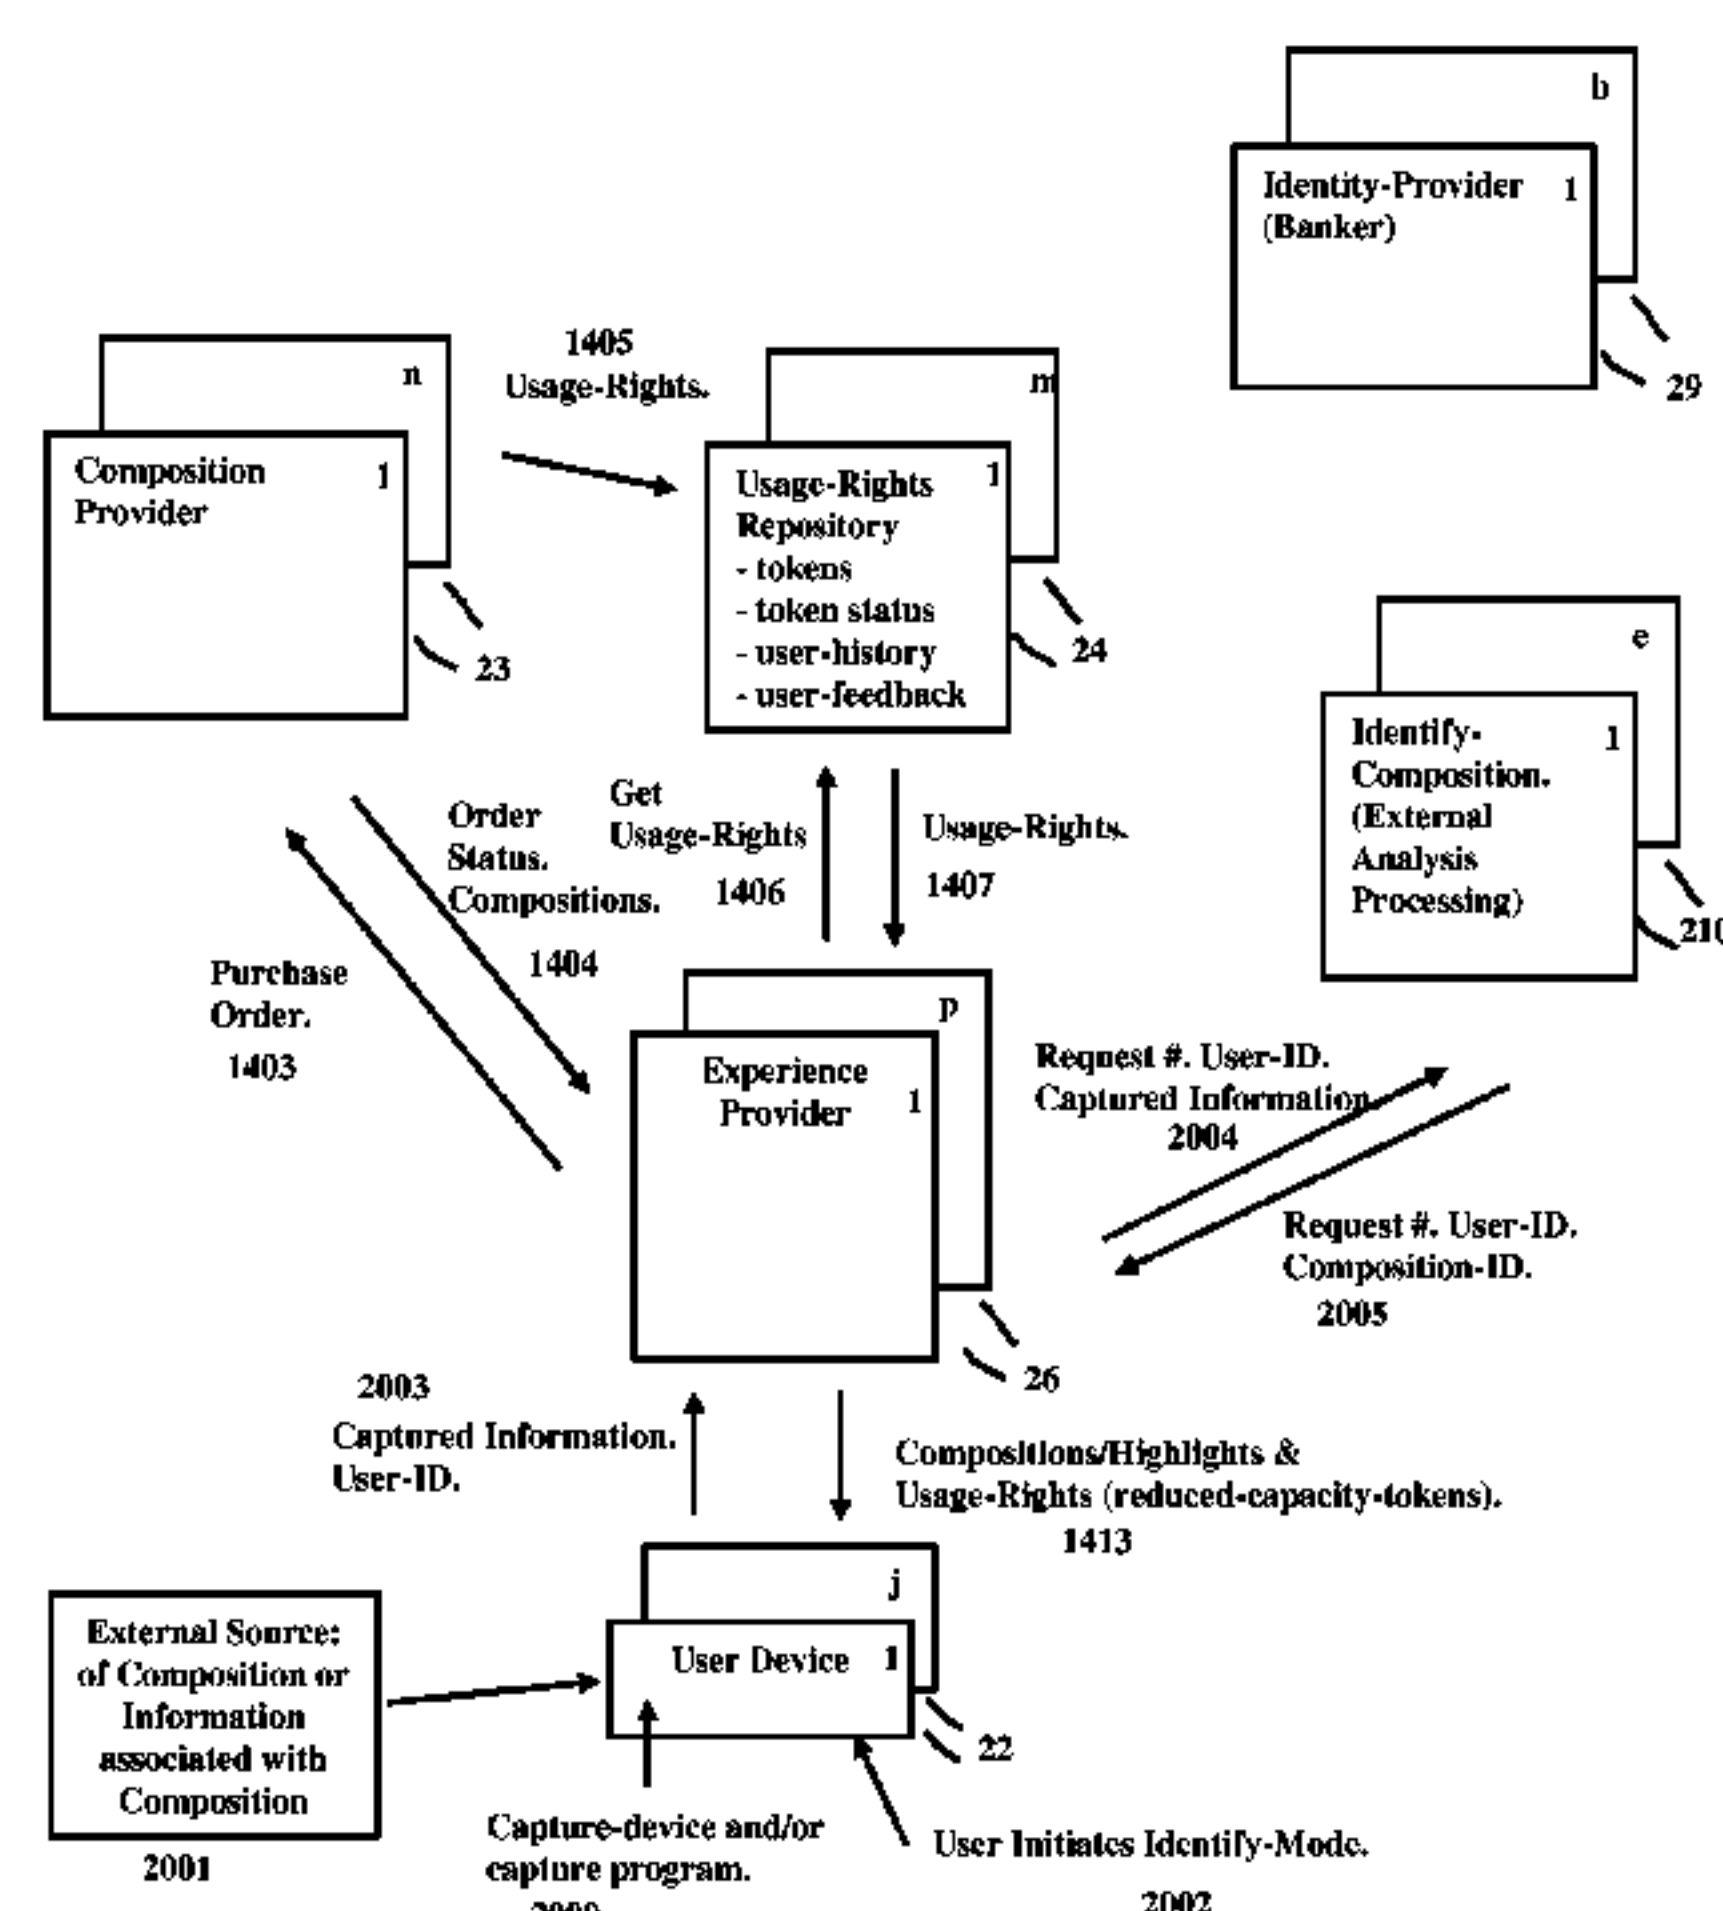 b
Identity-Provider 1
(Banker)
29
1405
Usage-Rights.
n
Composition 1
Provider
23
m
Usage-Rights 1
Repository
- tokens
- token status
- user-history
- user-feedback
24
e
Identify- 1
Composition.
(External
Analysis
Processing)
210
Get
Usage-Rights
1406
Usage-Rights.
1407
Order
Status.
Compositions.
1404
Purchase
Order.
1403
p
Experience
Provider 1
26
Request #. User-ID.
Captured Information.
2004
Request #. User-ID.
Composition-ID.
2005
2003
Captured Information.
User-ID.
Compositions/Highlights &
Usage-Rights (reduced-capacity-tokens).
1413
j
User Device 1
22
External Source:
of Composition or
Information
associated with
Composition
2001
Capture-device and/or
capture program.
User Initiates Identify-Mode.
2002